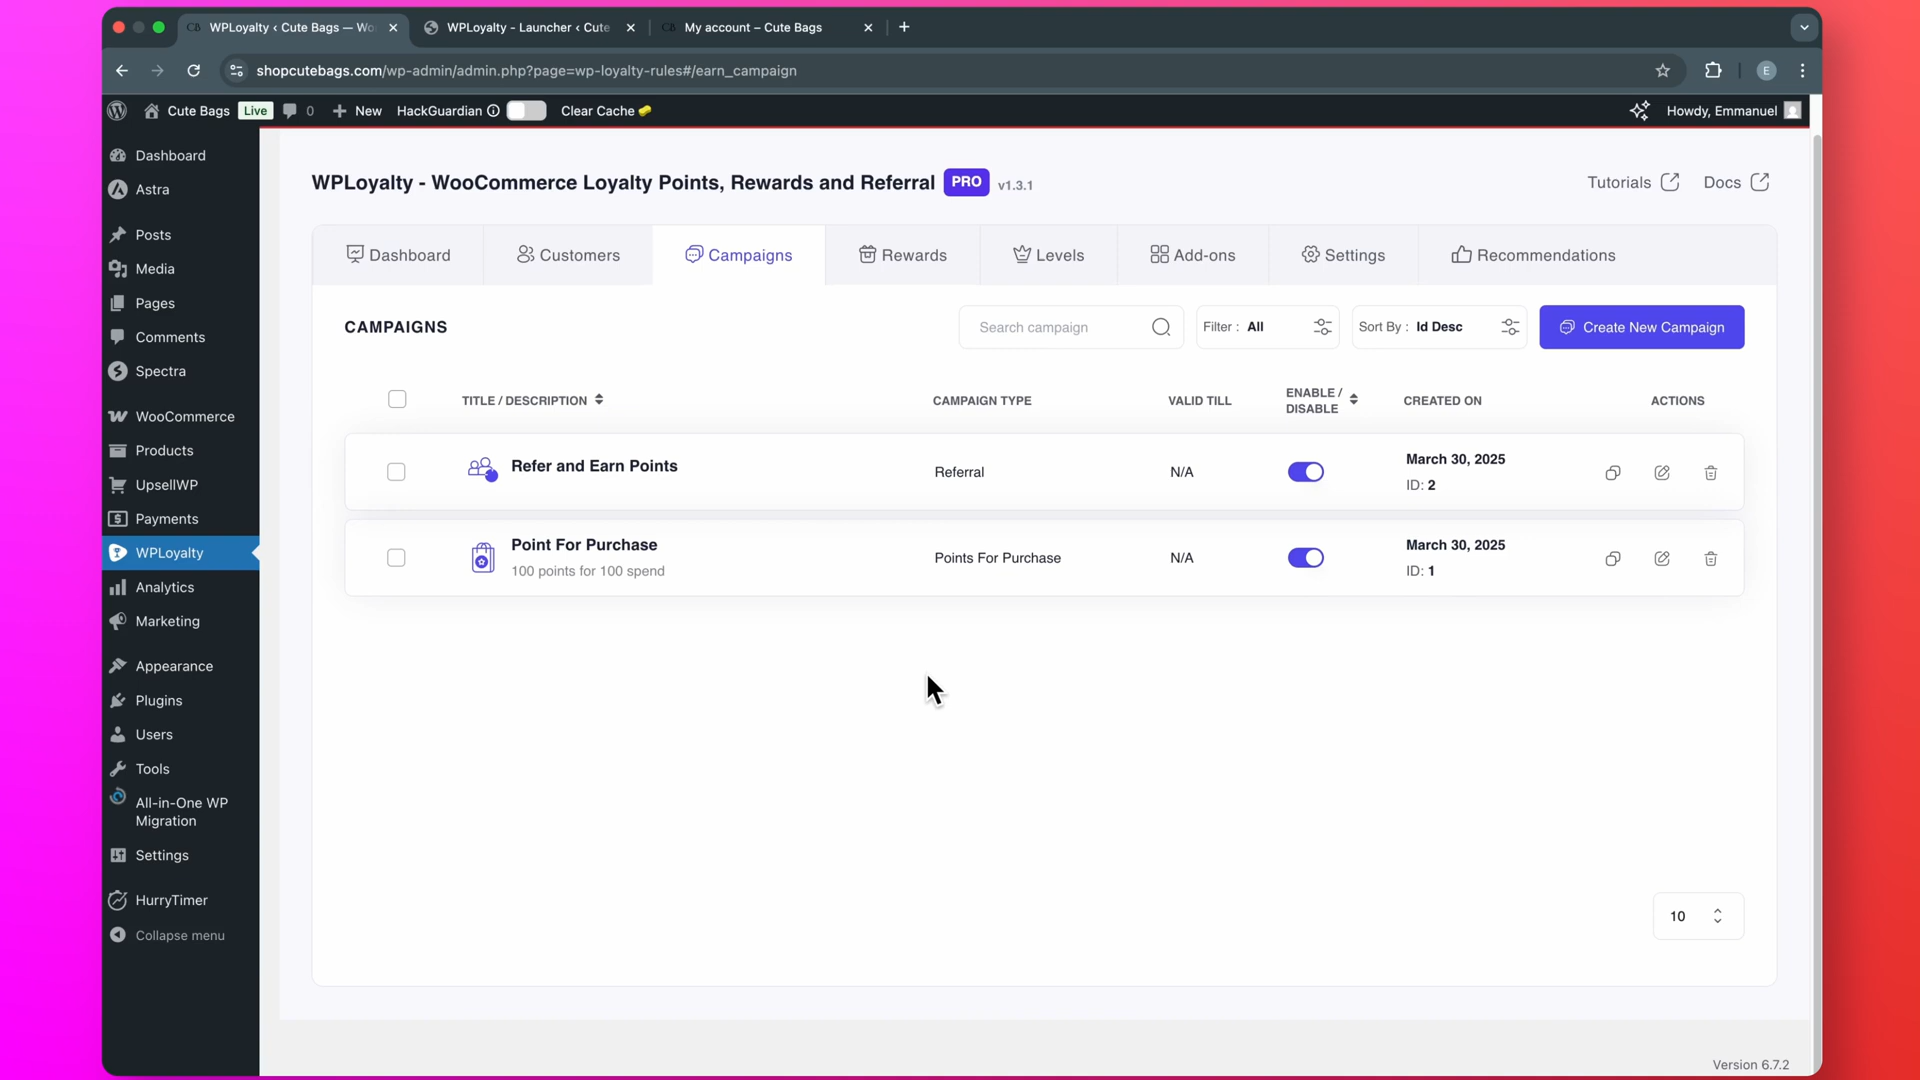 WPLoyalty ‹ Cute Bags — Wo
WPLoyalty - Launcher ‹ Cute
CB
My account – Cute Bags
shopcutebags.com/wp-admin/admin.php?page=wp-loyalty-rules#/earn_campaign
E
Cute Bags
Live
0
New
HackGuardian
Clear Cache
Howdy, Emmanuel
Dashboard
Astra
Posts
Media
Pages
Comments
Spectra
WooCommerce
Products
UpsellWP
Payments
WPLoyalty
Analytics
Marketing
Appearance
Plugins
Users
Tools
All-in-One WP
Migration
Settings
HurryTimer
Collapse menu
WPLoyalty - WooCommerce Loyalty Points, Rewards and Referral PRO v1.3.1
Tutorials
Docs
Dashboard
Customers
Campaigns
Rewards
Levels
Add-ons
Settings
Recommendations
CAMPAIGNS
Search campaign
Filter : All
Sort By : Id Desc
Create New Campaign
TITLE / DESCRIPTION
CAMPAIGN TYPE
VALID TILL
ENABLE /
DISABLE
CREATED ON
ACTIONS
Refer and Earn Points
Referral
N/A
March 30, 2025
ID: 2
Point For Purchase
100 points for 100 spend
Points For Purchase
N/A
March 30, 2025
ID: 1
10
Version 6.7.2